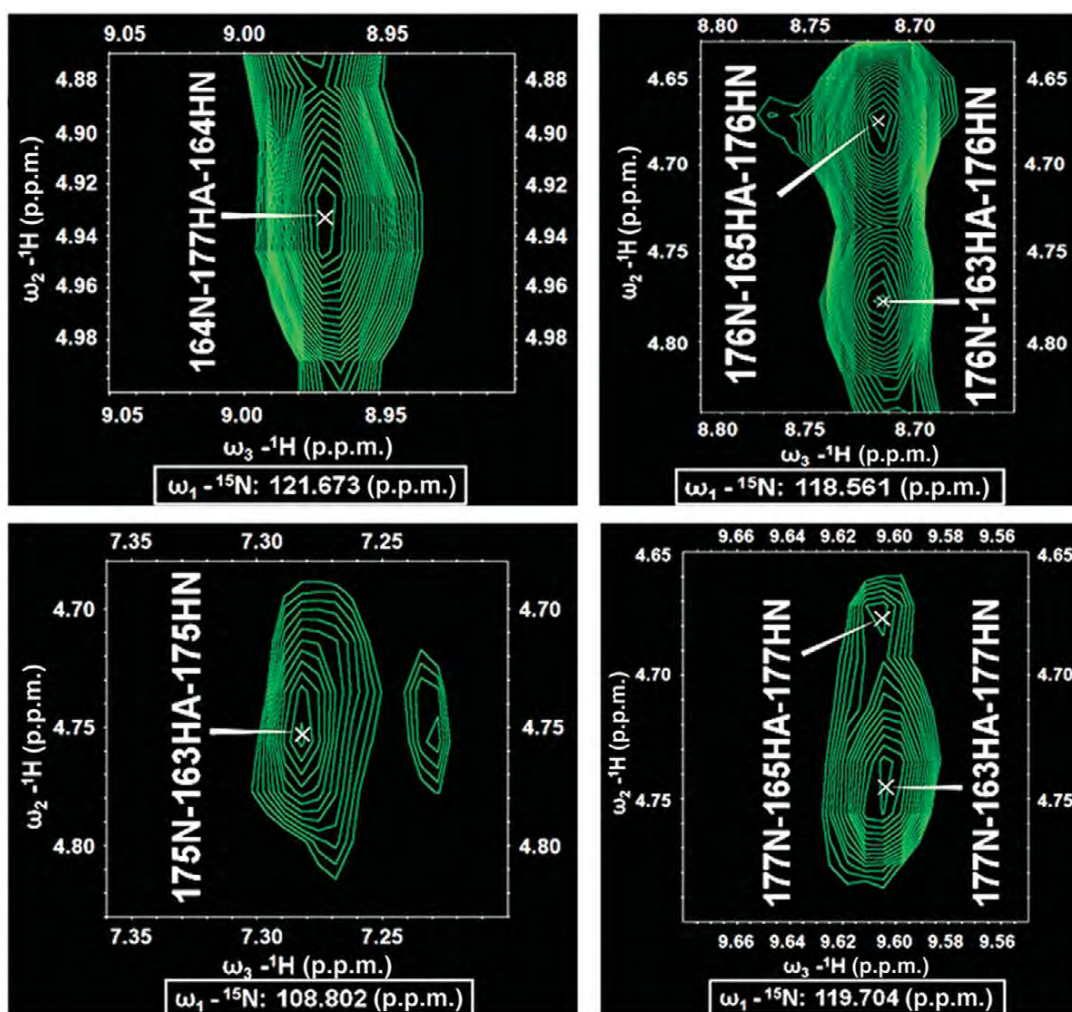 9.05 9.00 8.95
4.88 4.88
4.90 4.90
4.92 4.92
4.94 4.94
4.96 4.96
4.98 4.98
ω₂ -¹H (p.p.m.)
164N-177HA-164HN
9.05 9.00 8.95
ω₃ -¹H (p.p.m.)
ω₁ - ¹⁵N: 121.673 (p.p.m.)
8.80 8.75 8.70
4.65 4.65
4.70 4.70
4.75 4.75
4.80 4.80
ω₂ -¹H (p.p.m.)
176N-165HA-176HN
176N-163HA-176HN
8.80 8.75 8.70
ω₃ -¹H (p.p.m.)
ω₁ - ¹⁵N: 118.561 (p.p.m.)
7.35 7.30 7.25
4.70 4.70
4.75 4.75
4.80 4.80
ω₂ -¹H (p.p.m.)
175N-163HA-175HN
7.35 7.30 7.25
ω₃ -¹H (p.p.m.)
ω₁ - ¹⁵N: 108.802 (p.p.m.)
9.66 9.64 9.62 9.60 9.58 9.56
4.65 4.65
4.70 4.70
4.75 4.75
ω₂ -¹H (p.p.m.)
177N-165HA-177HN
177N-163HA-177HN
9.66 9.64 9.62 9.60 9.58 9.56
ω₃ -¹H (p.p.m.)
ω₁ - ¹⁵N: 119.704 (p.p.m.)